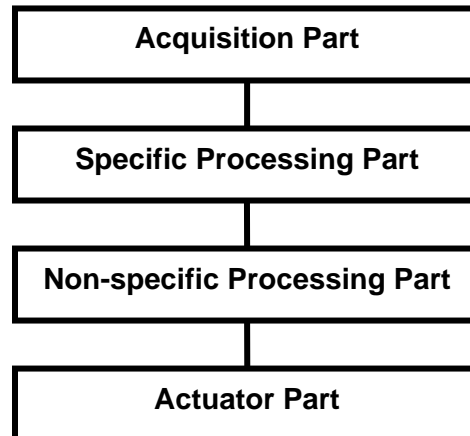 Acquisition Part
Specific Processing Part
Non-specific Processing Part
Actuator Part